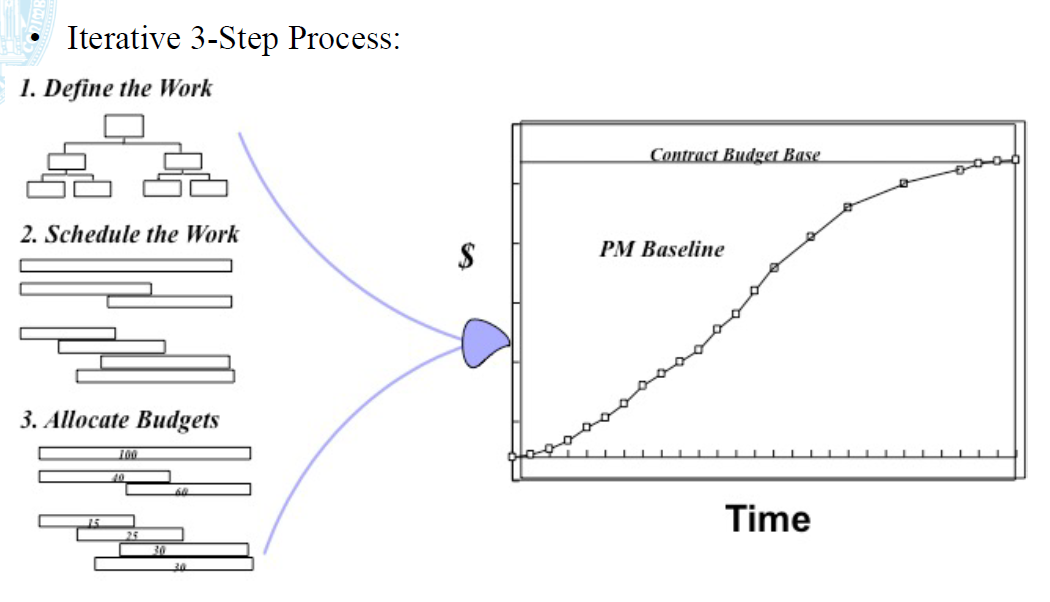 • Iterative 3-Step Process:
1. Define the Work
2. Schedule the Work
3. Allocate Budgets
100
40
60
15
25
30
30
$
Contract Budget Base
PM Baseline
Time